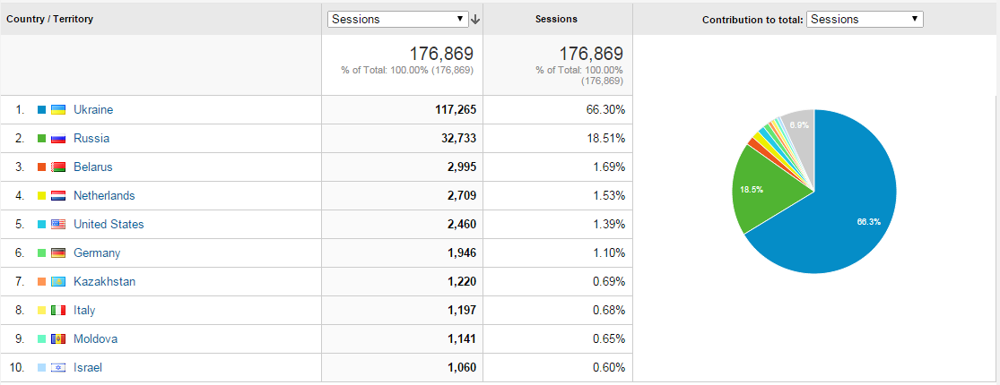 Country / Territory Sessions Sessions Contribution to total: Sessions
176,869 176,869
% of Total: 100.00% (176,869) % of Total: 100.00%
(176,869)
1. Ukraine 117,265 66.30%
2. Russia 32,733 18.51%
3. Belarus 2,995 1.69%
4. Netherlands 2,709 1.53%
5. United States 2,460 1.39%
6. Germany 1,946 1.10%
7. Kazakhstan 1,220 0.69%
8. Italy 1,197 0.68%
9. Moldova 1,141 0.65%
10. Israel 1,060 0.60%
6.9%
18.5%
66.3%